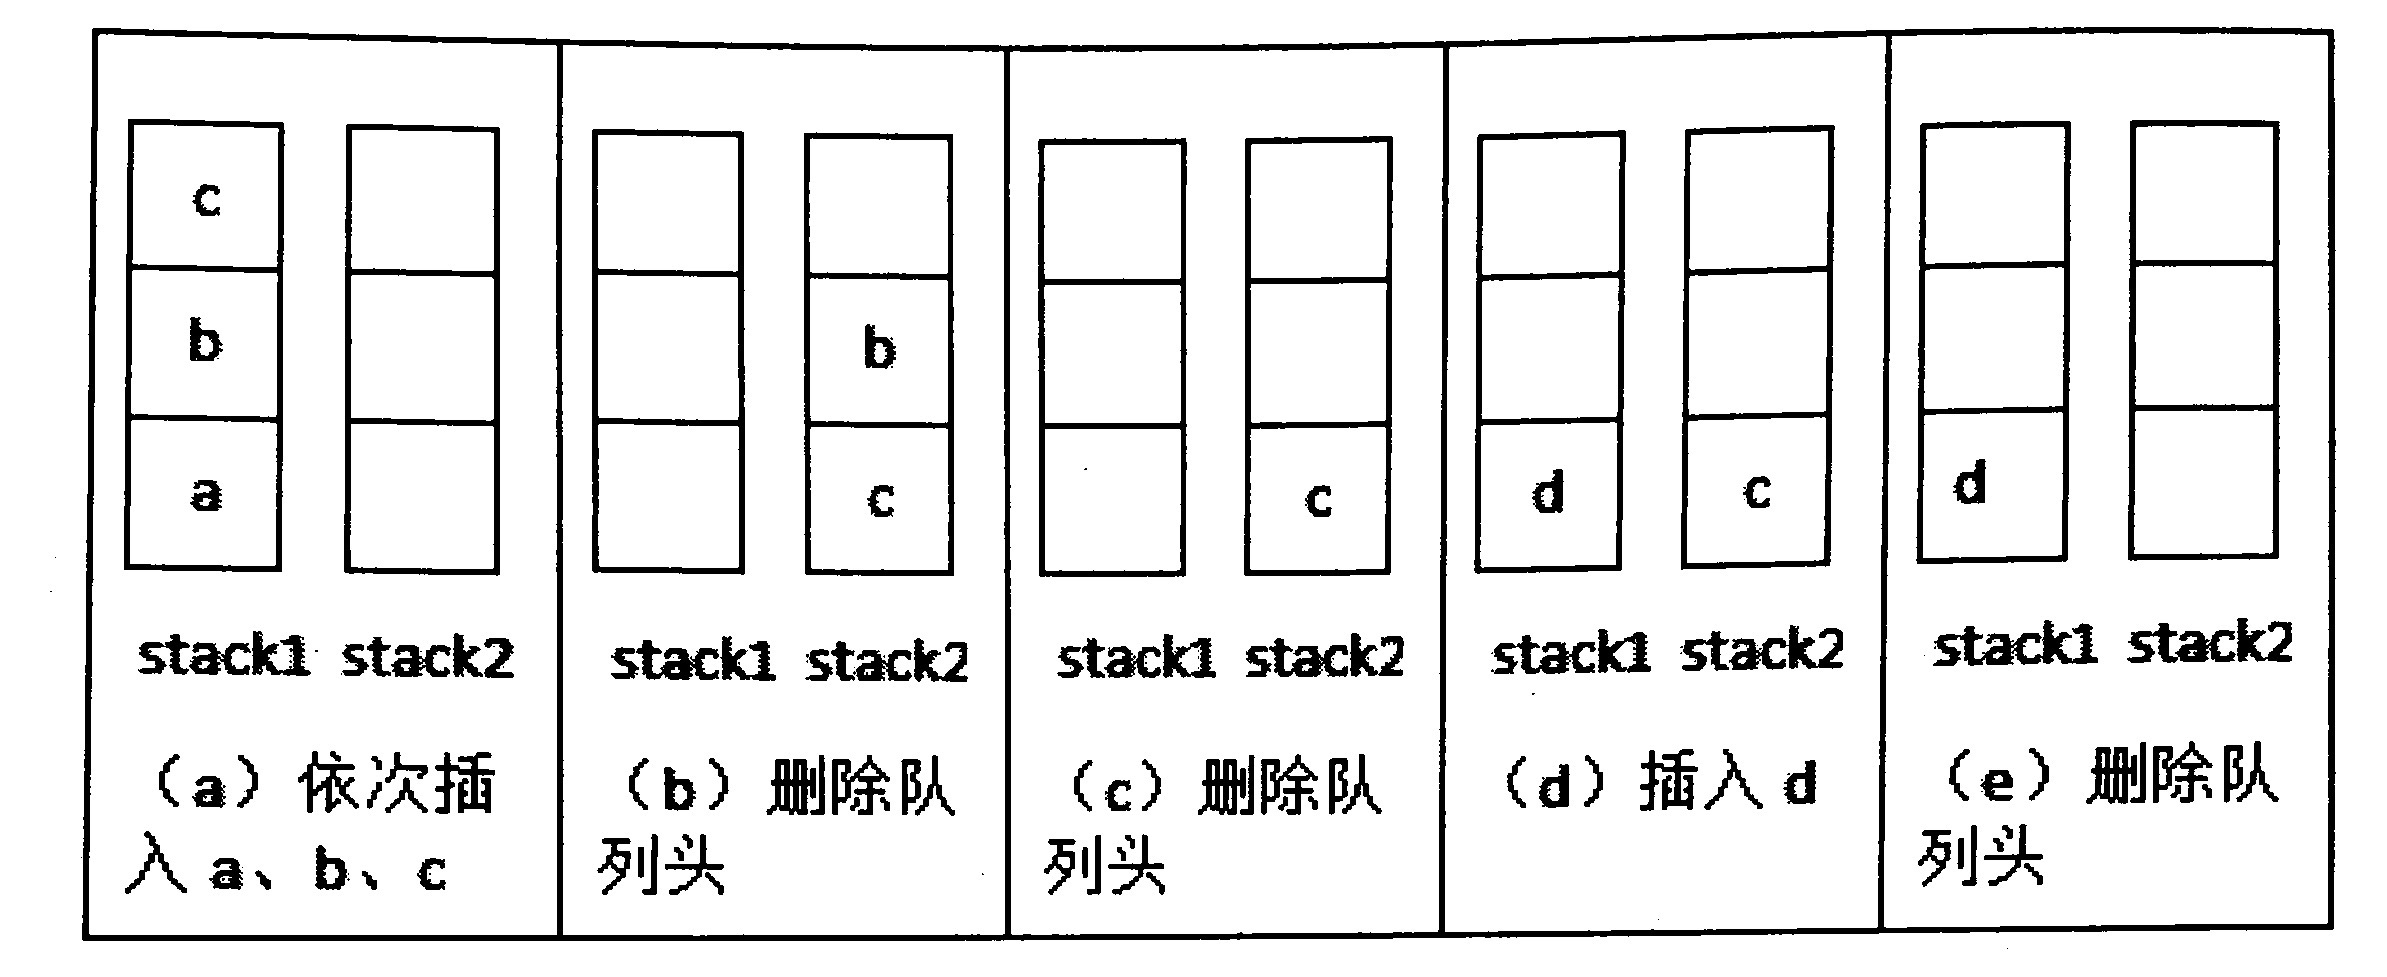 c
b
a
stack1 stack2
（a）依次插
入 a、b、c
b
c
stack1 stack2
（b）删除队
列头
c
stack1 stack2
（c）删除队
列头
d c
stack1 stack2
（d）插入 d
d
stack1 stack2
（e）删除队
列头